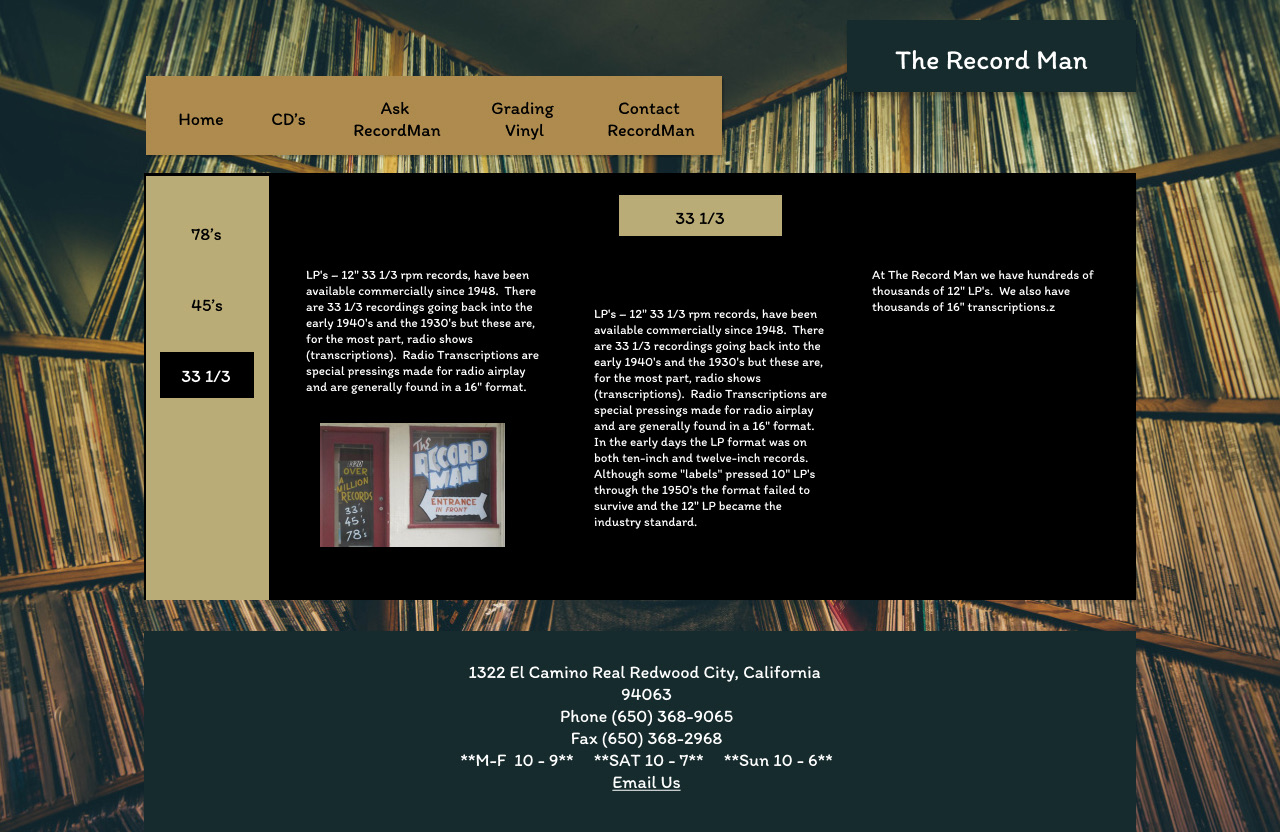 The Record Man
Home
CD's
Ask
RecordMan
Grading
Vinyl
Contact
RecordMan
78's
45's
33 1/3
33 1/3
LP's – 12" 33 1/3 rpm records, have been
available commercially since 1948.  There
are 33 1/3 recordings going back into the
early 1940's and the 1930's but these are,
for the most part, radio shows
(transcriptions).  Radio Transcriptions are
special pressings made for radio airplay
and are generally found in a 16" format.
The
RECORD
MAN
ENTRANCE
IN FRONT
1320
OVER
A
MILLION
RECORDS
33's
45's
78's
LP's – 12" 33 1/3 rpm records, have been
available commercially since 1948.  There
are 33 1/3 recordings going back into the
early 1940's and the 1930's but these are,
for the most part, radio shows
(transcriptions).  Radio Transcriptions are
special pressings made for radio airplay
and are generally found in a 16" format.
In the early days the LP format was on
both ten-inch and twelve-inch records.
Although some "labels" pressed 10" LP's
through the 1950's the format failed to
survive and the 12" LP became the
industry standard.
At The Record Man we have hundreds of
thousands of 12" LP's.  We also have
thousands of 16" transcriptions.z
1322 El Camino Real Redwood City, California
94063
Phone (650) 368-9065
Fax (650) 368-2968
**M-F  10 - 9**     **SAT 10 - 7**     **Sun 10 - 6**
Email Us